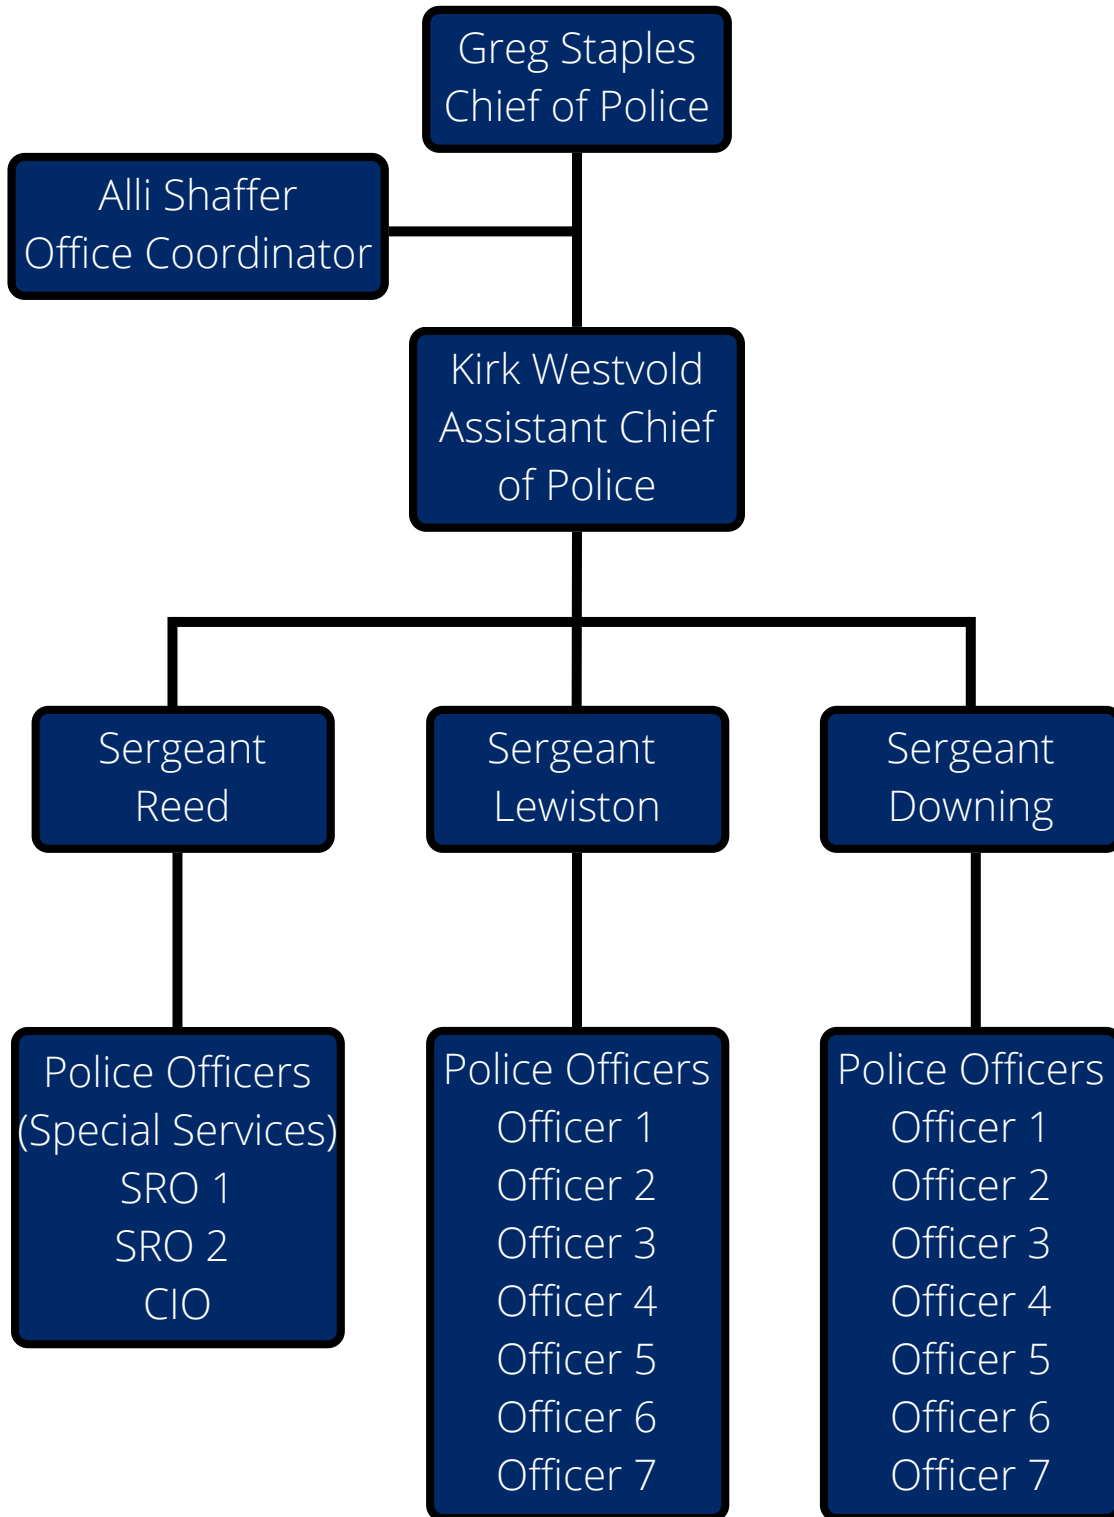 Greg Staples
Chief of Police
Alli Shaffer
Office Coordinator
Kirk Westvold
Assistant Chief
of Police
Sergeant
Reed
Sergeant
Lewiston
Sergeant
Downing
Police Officers
(Special Services)
SRO 1
SRO 2
CIO
Police Officers
Officer 1
Officer 2
Officer 3
Officer 4
Officer 5
Officer 6
Officer 7
Police Officers
Officer 1
Officer 2
Officer 3
Officer 4
Officer 5
Officer 6
Officer 7